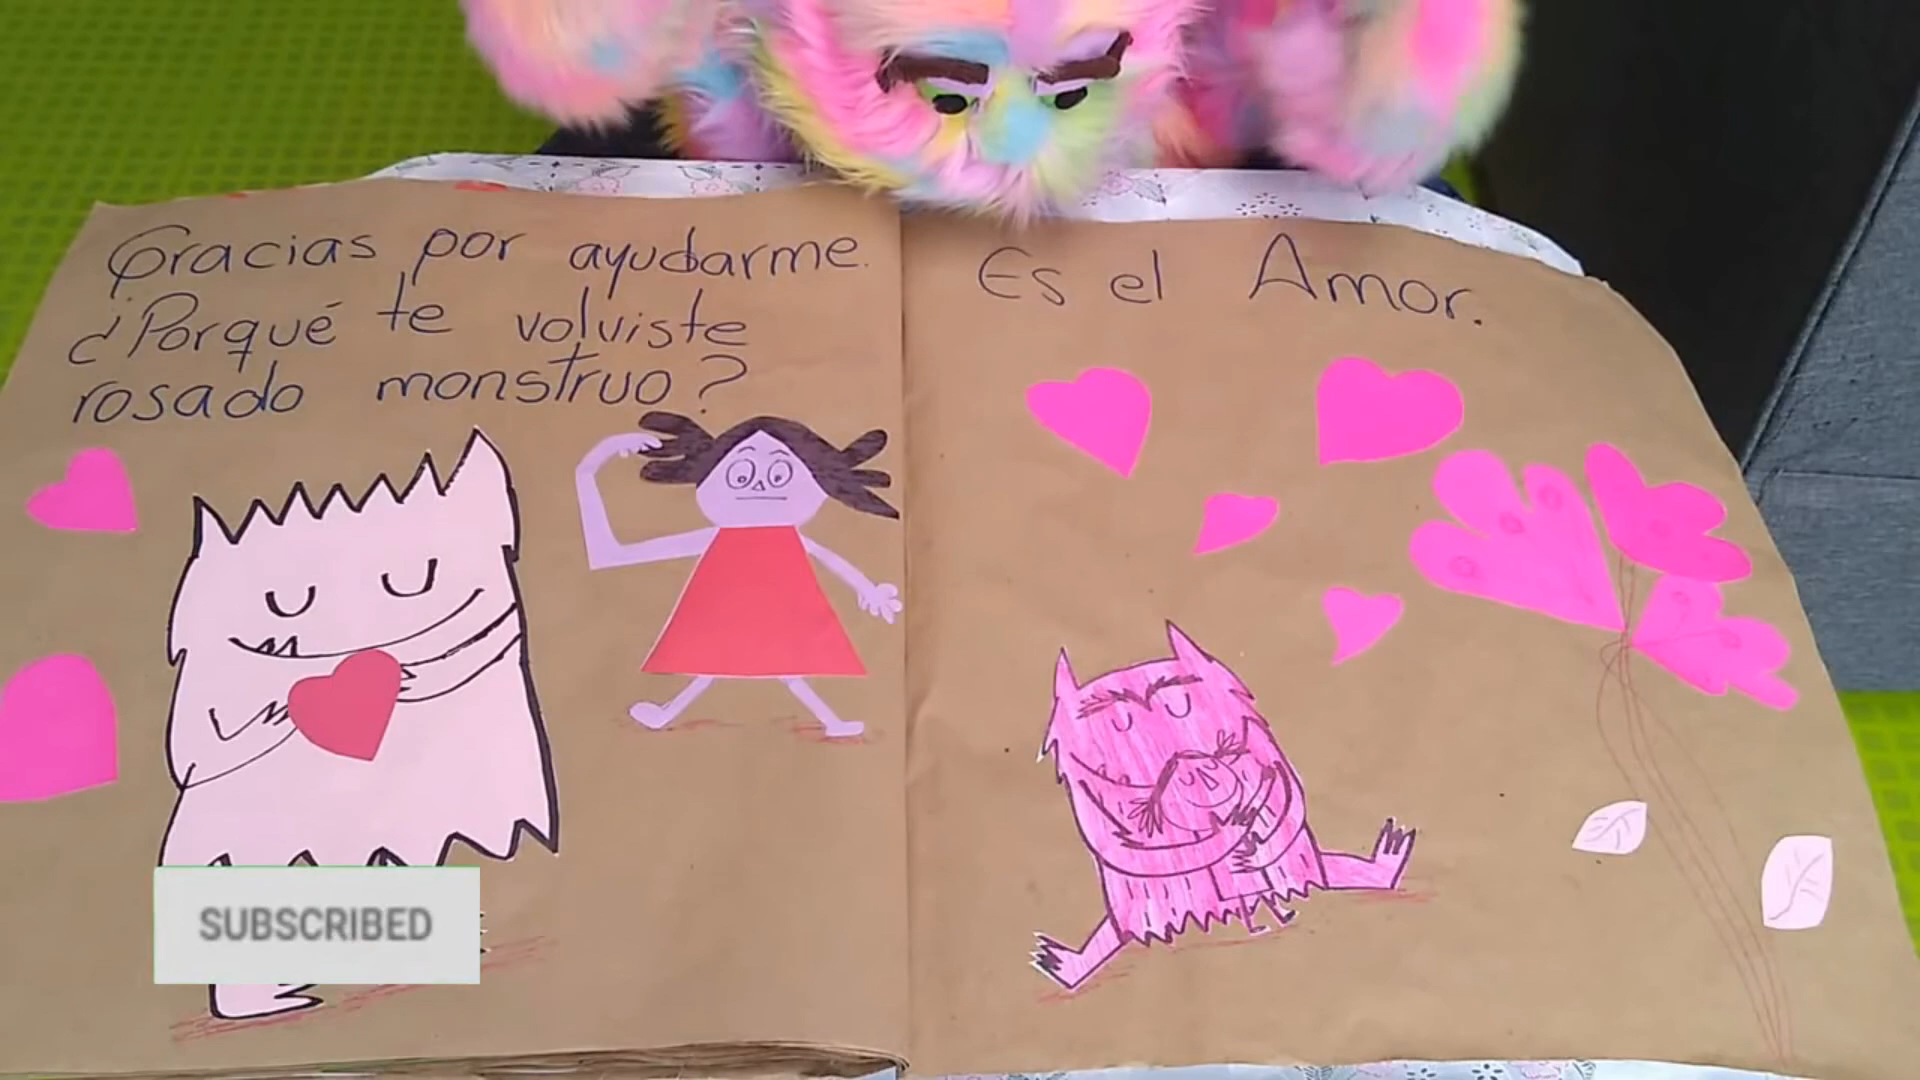 Gracias por ayudarme.
¿Porqué te volviste
rosado monstruo?
Es el Amor.
SUBSCRIBED